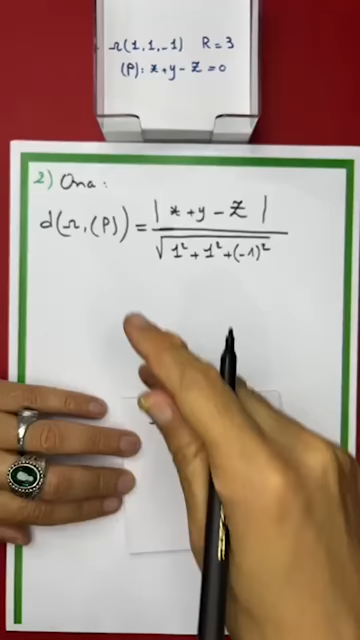 Ω(1,1,-1) R=3
(P): x+y-z=0
2) Ona:
d(Ω,(P)) = |x+y-z| / √(1²+1²+(-1)²)